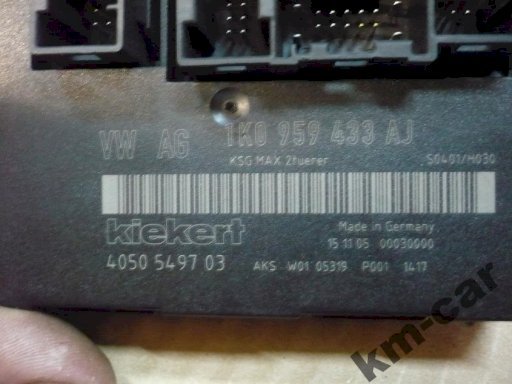 VW AG 1K0 959 433 AJ
KSG MAX 2tuerer S0401/H030
kiekert
Made in Germany
15 11 05 00030000
4050 5497 03
AKS W01 05319 P001 1417
km-car